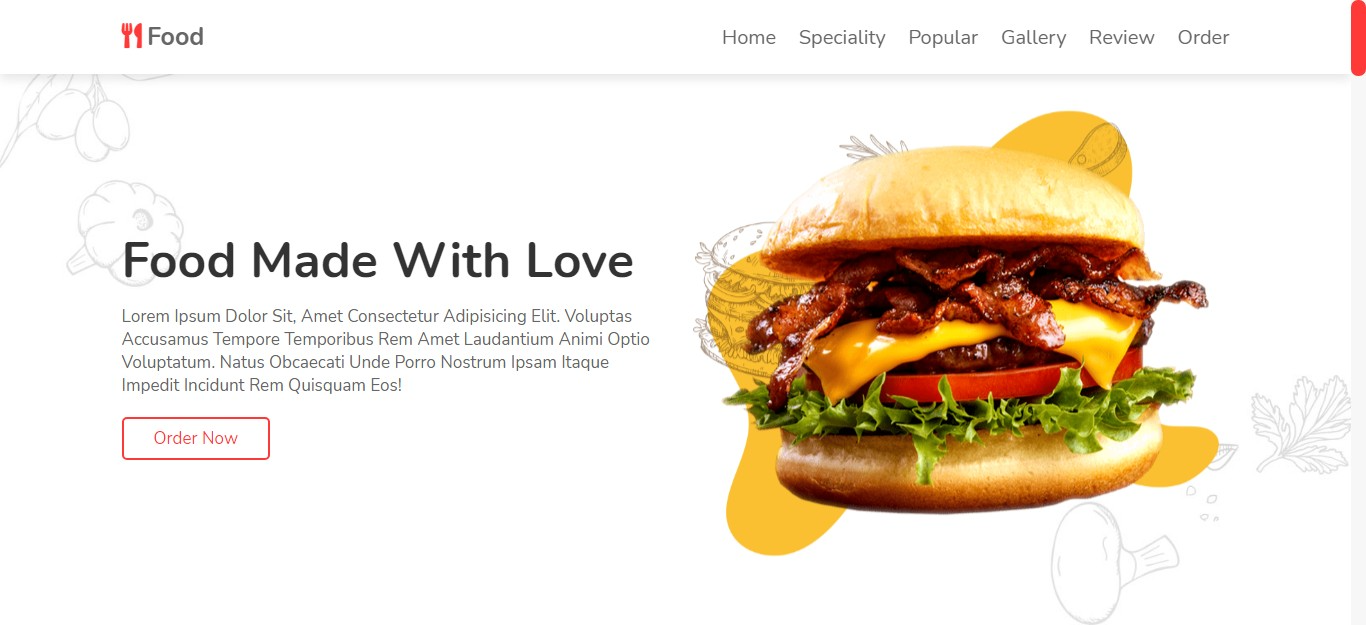 Food
Home Speciality Popular Gallery Review Order
Food Made With Love
Lorem Ipsum Dolor Sit, Amet Consectetur Adipisicing Elit. Voluptas
Accusamus Tempore Temporibus Rem Amet Laudantium Animi Optio
Voluptatum. Natus Obcaecati Unde Porro Nostrum Ipsam Itaque
Impedit Incidunt Rem Quisquam Eos!
Order Now